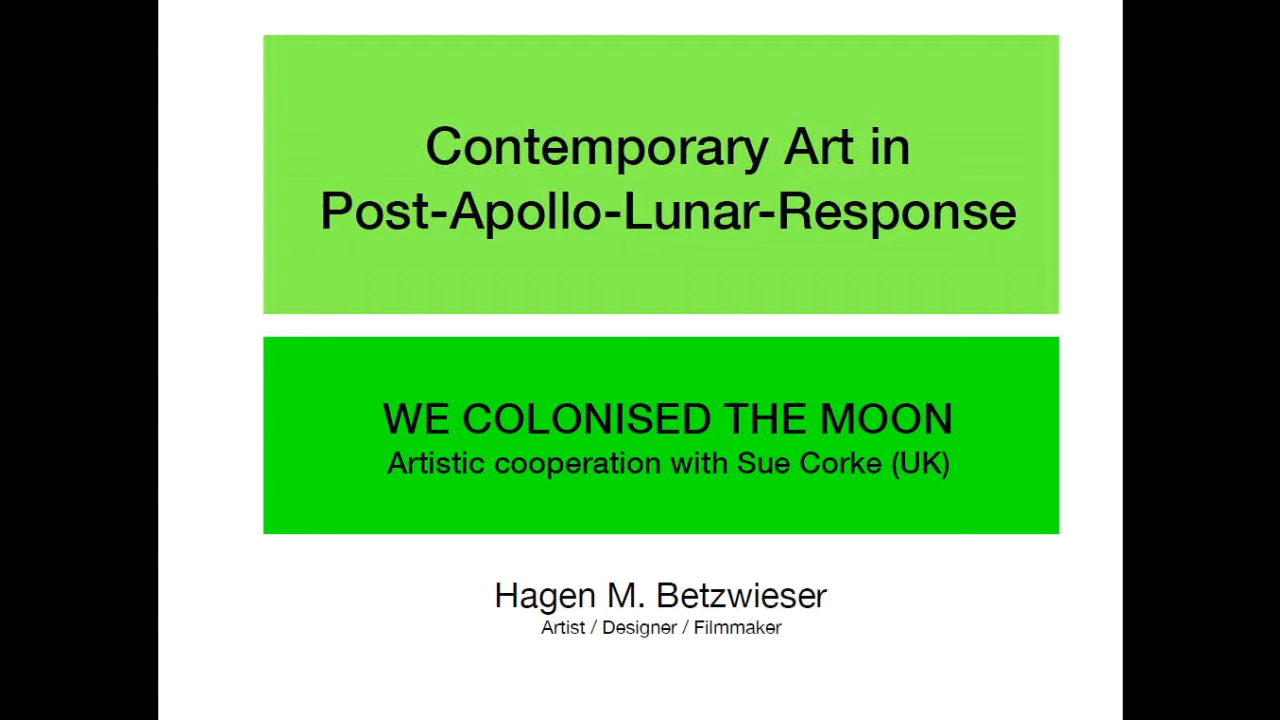 Contemporary Art in
Post-Apollo-Lunar-Response
WE COLONISED THE MOON
Artistic cooperation with Sue Corke (UK)
Hagen M. Betzwieser
Artist / Designer / Filmmaker